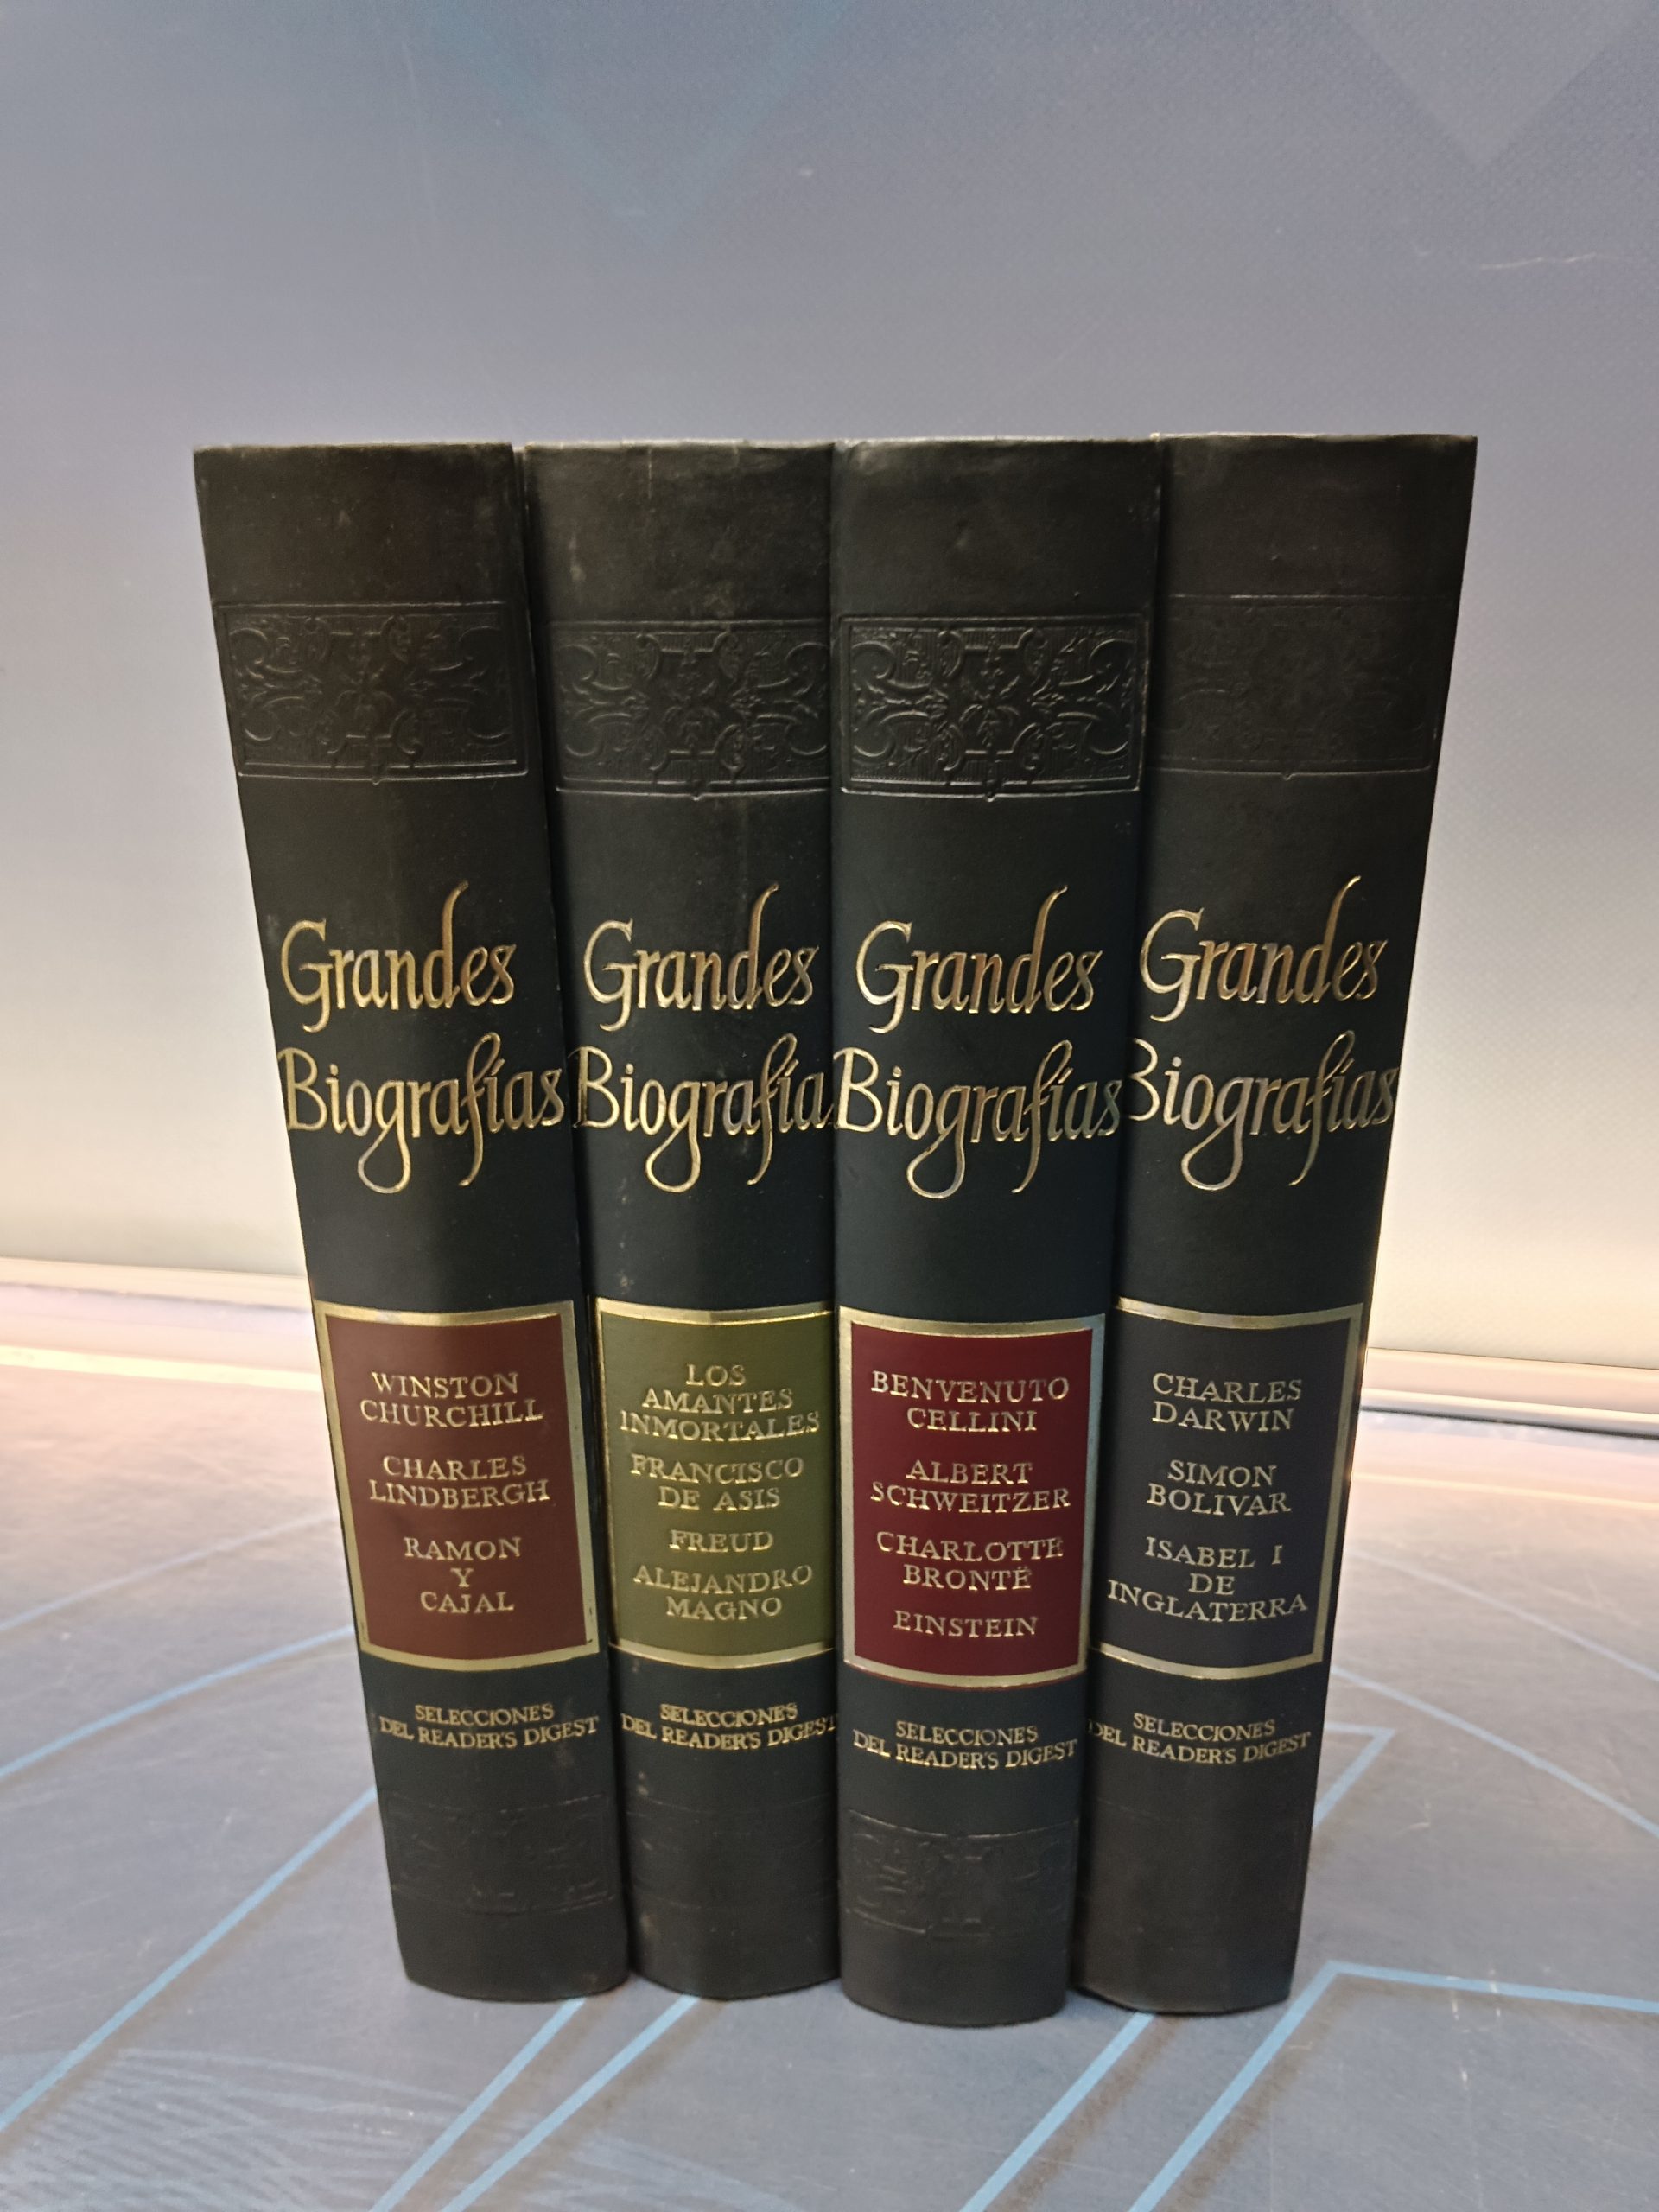 Grandes
Biografías
WINSTON
CHURCHILL
CHARLES
LINDBERGH
RAMON
Y
CAJAL
SELECCIONES
DEL READER'S DIGEST
Grandes
Biografías
LOS
AMANTES
INMORTALES
FRANCISCO
DE ASIS
FREUD
ALEJANDRO
MAGNO
SELECCIONES
DEL READER'S DIGEST
Grandes
Biografías
BENVENUTO
CELLINI
ALBERT
SCHWEITZER
CHARLOTTE
BRONTË
EINSTEIN
SELECCIONES
DEL READER'S DIGEST
Grandes
Biografías
CHARLES
DARWIN
SIMON
BOLIVAR
ISABEL I
DE
INGLATERRA
SELECCIONES
DEL READER'S DIGEST